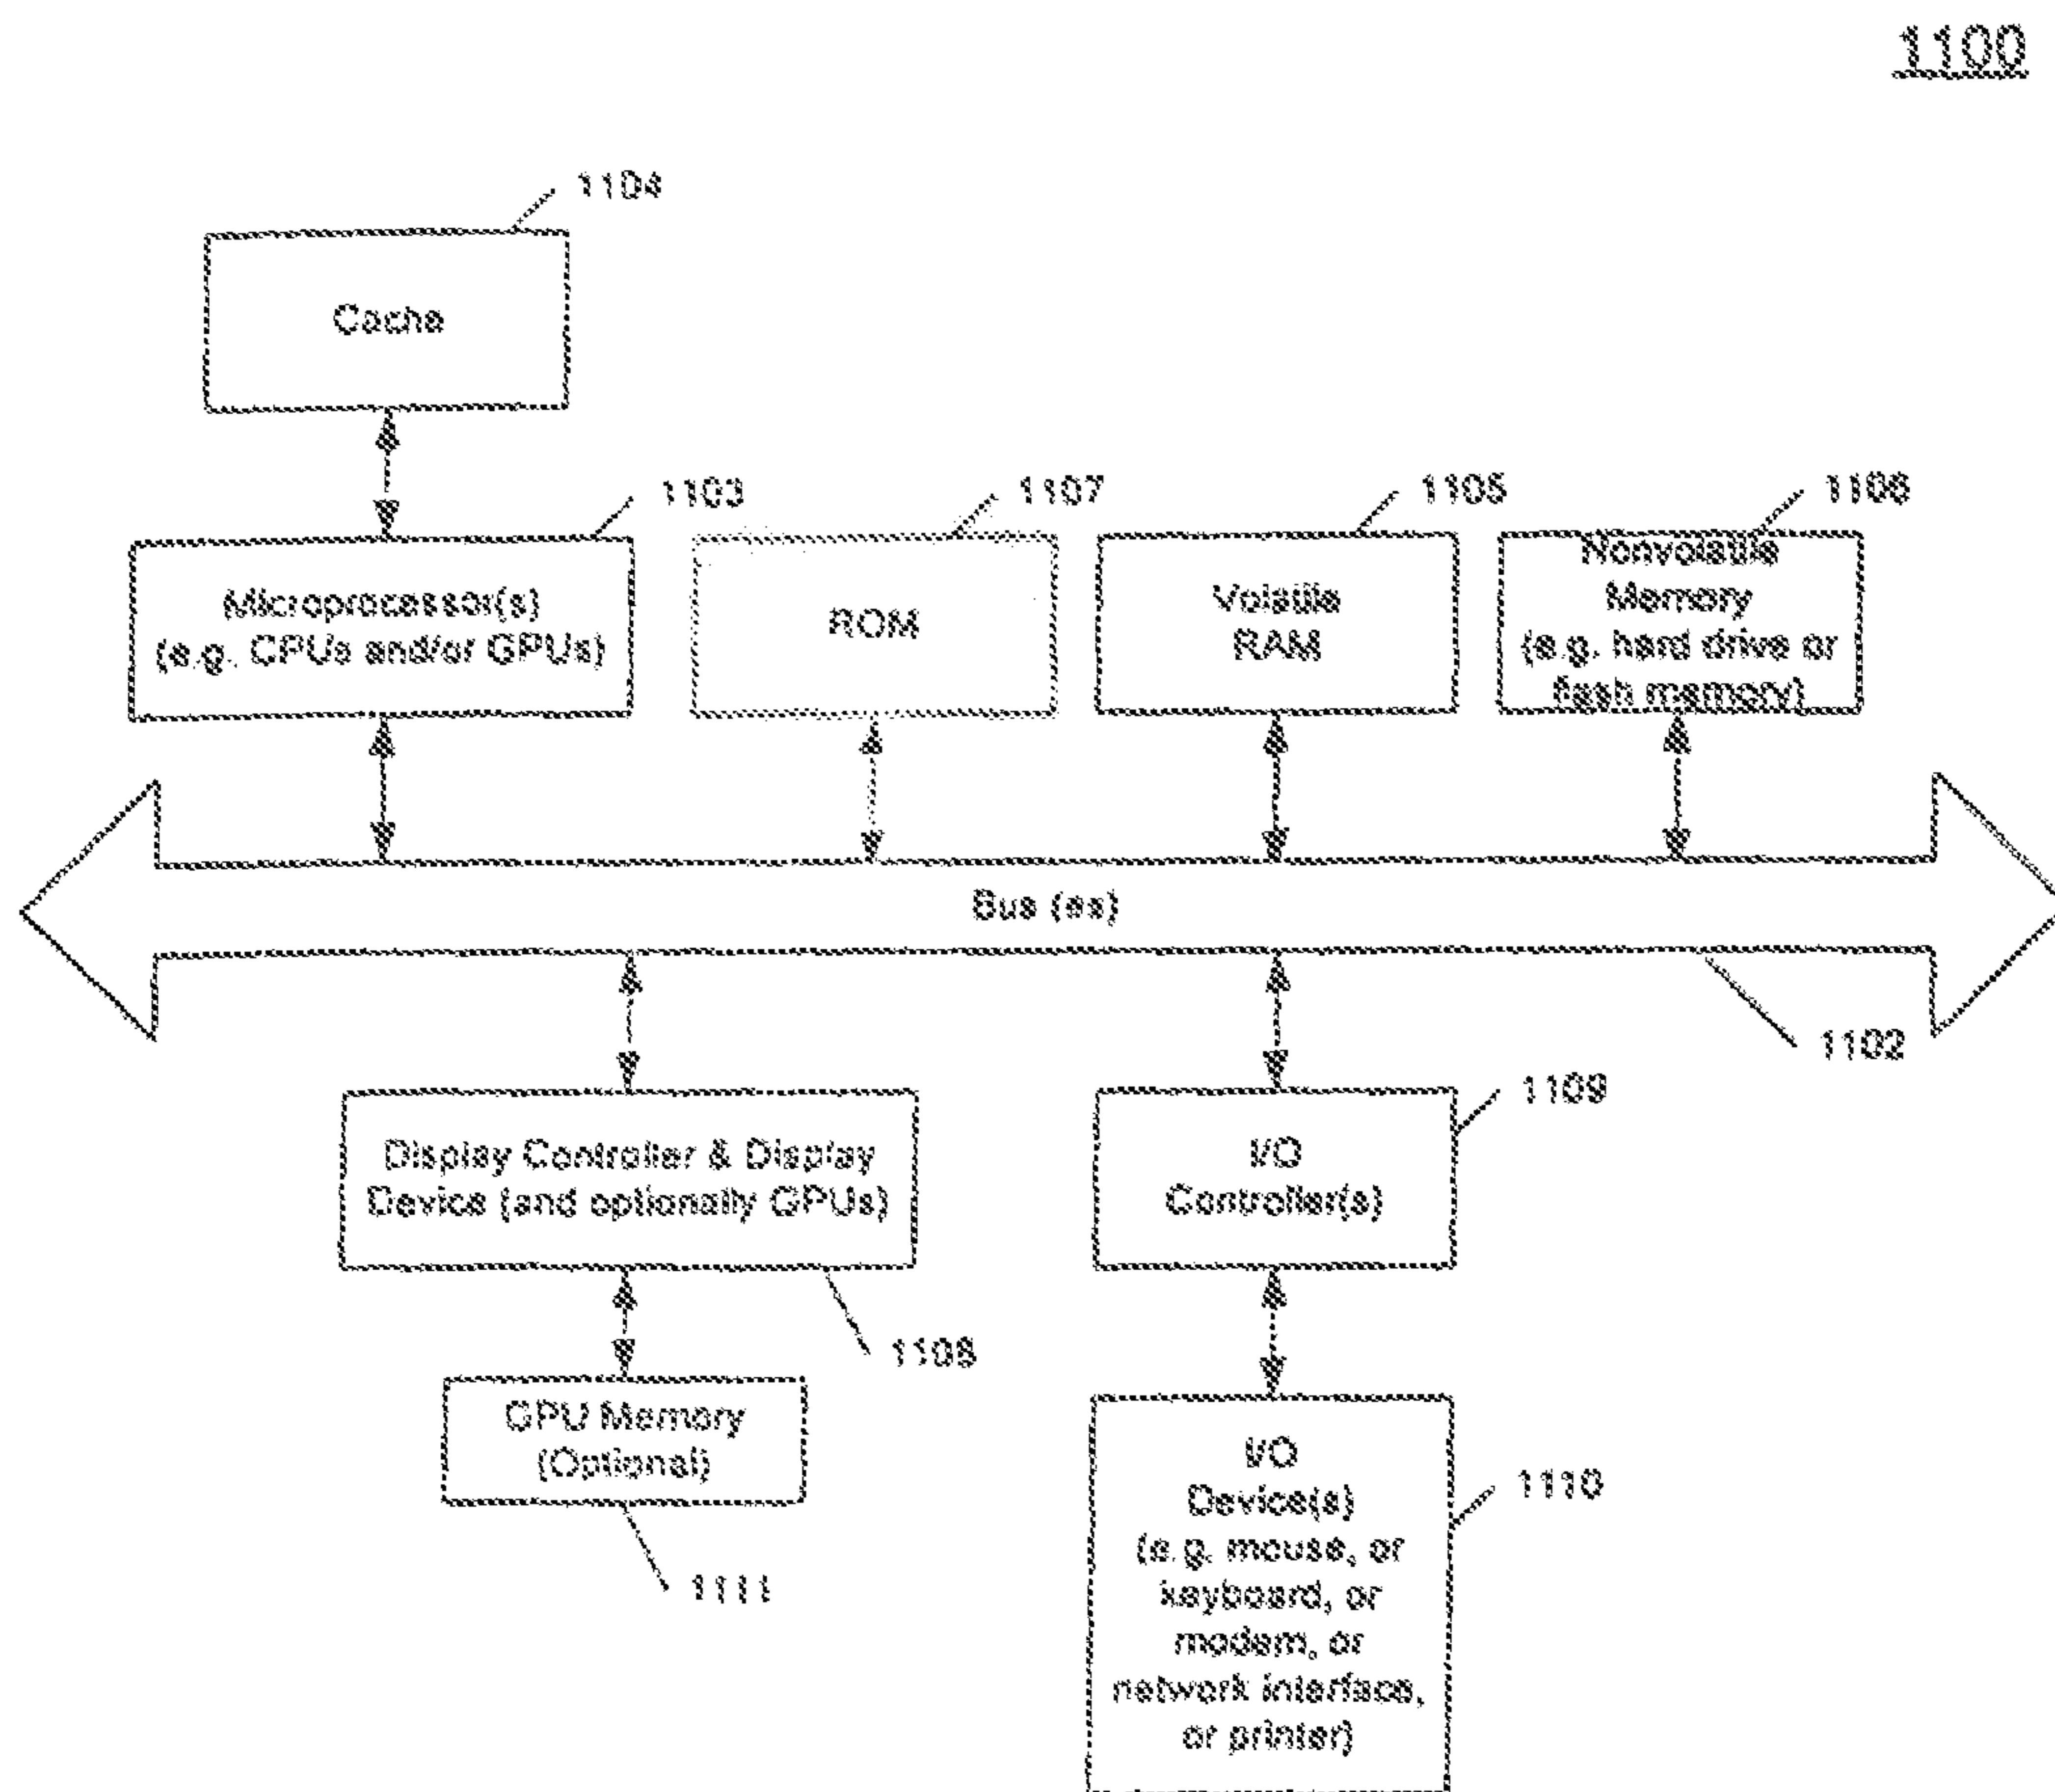 1100
1104
Cache
1103
1107
1105
1106
Microprocessor(s)
(e.g. CPUs and/or GPUs)
ROM
Volatile
RAM
Nonvolatile
Memory
(e.g. hard drive or
flash memory)
Bus (es)
1102
Display Controller & Display
Device (and optionally GPUs)
1109
I/O
Controller(s)
1108
GPU Memory
(Optional)
1111
I/O
Device(s)
(e.g. mouse, or
keyboard, or
modem, or
network interface,
or printer)
1110